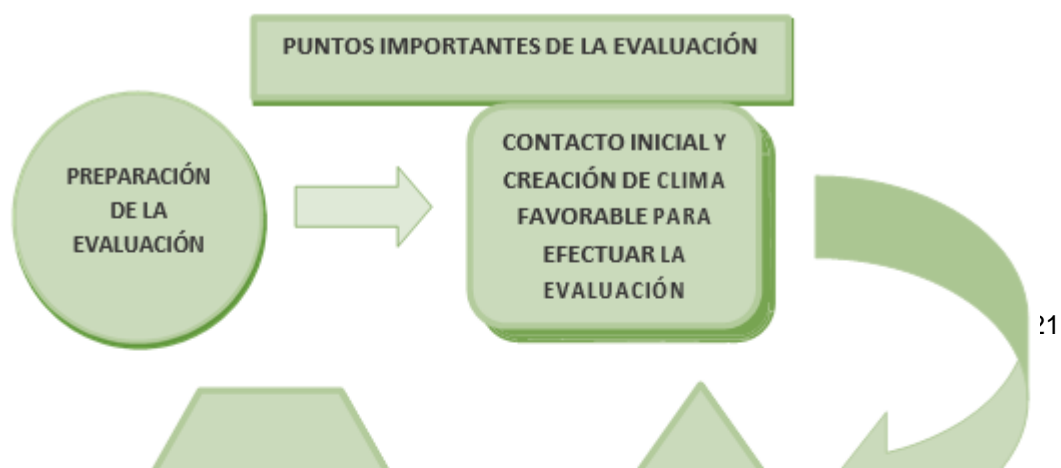 PUNTOS IMPORTANTES DE LA EVALUACIÓN
PREPARACIÓN
DE LA
EVALUACIÓN
CONTACTO INICIAL Y
CREACIÓN DE CLIMA
FAVORABLE PARA
EFECTUAR LA
EVALUACIÓN